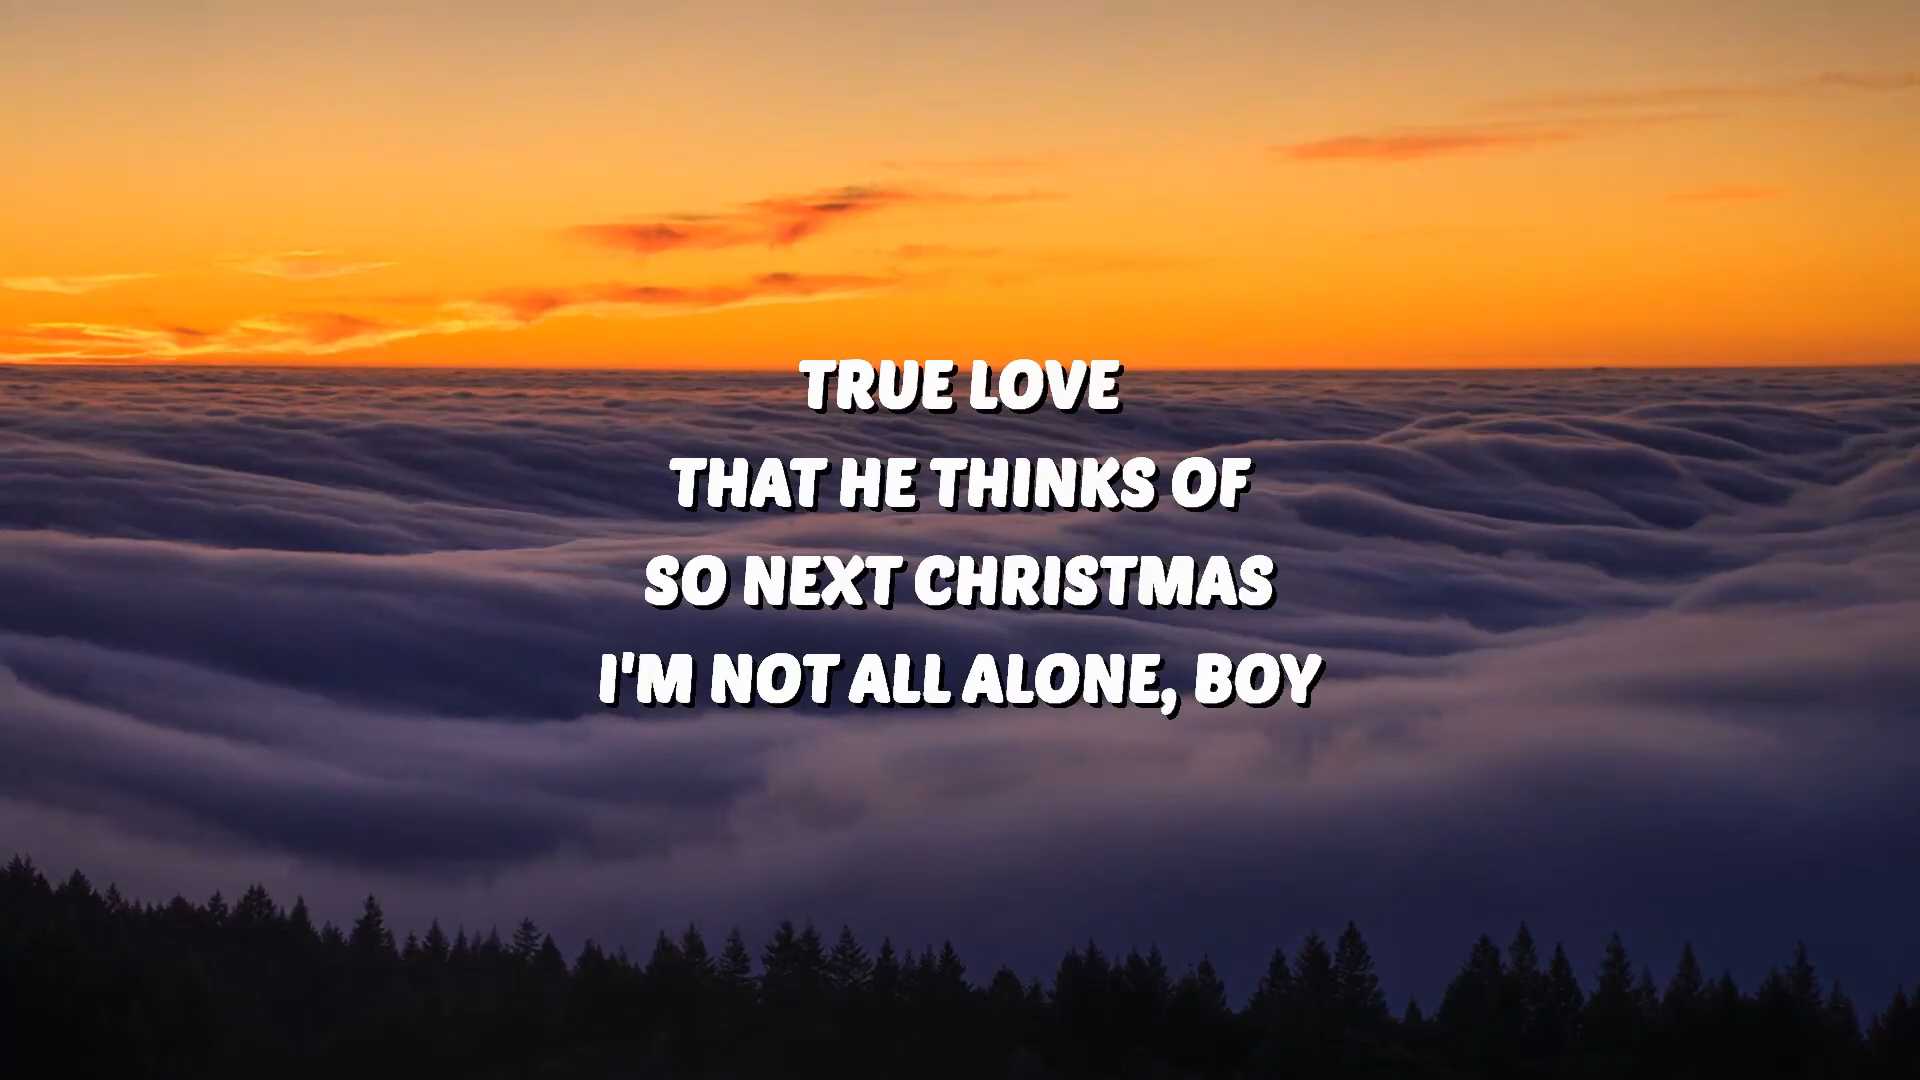 TRUE LOVE
THAT HE THINKS OF
SO NEXT CHRISTMAS
I'M NOT ALL ALONE, BOY